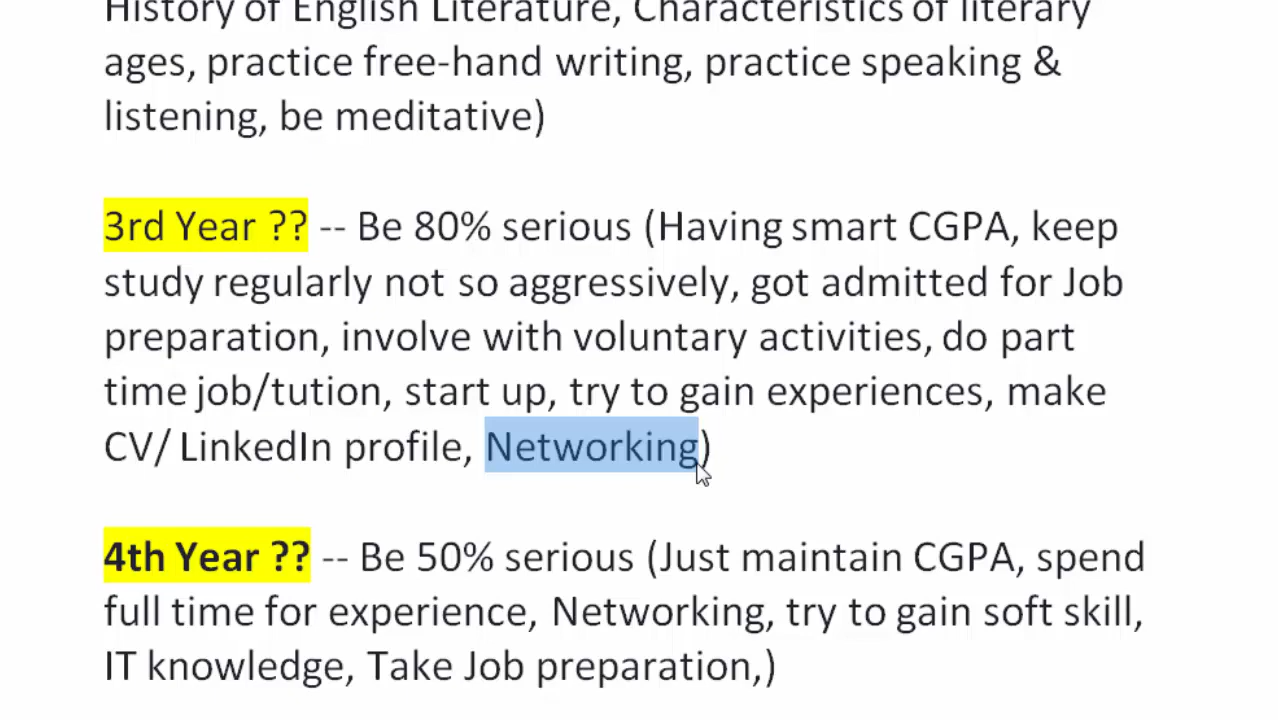 History of English Literature, Characteristics of literary
ages, practice free-hand writing, practice speaking &
listening, be meditative)
3rd Year ?? -- Be 80% serious (Having smart CGPA, keep
study regularly not so aggressively, got admitted for Job
preparation, involve with voluntary activities, do part
time job/tution, start up, try to gain experiences, make
CV/ LinkedIn profile, Networking)
4th Year ?? -- Be 50% serious (Just maintain CGPA, spend
full time for experience, Networking, try to gain soft skill,
IT knowledge, Take Job preparation,)